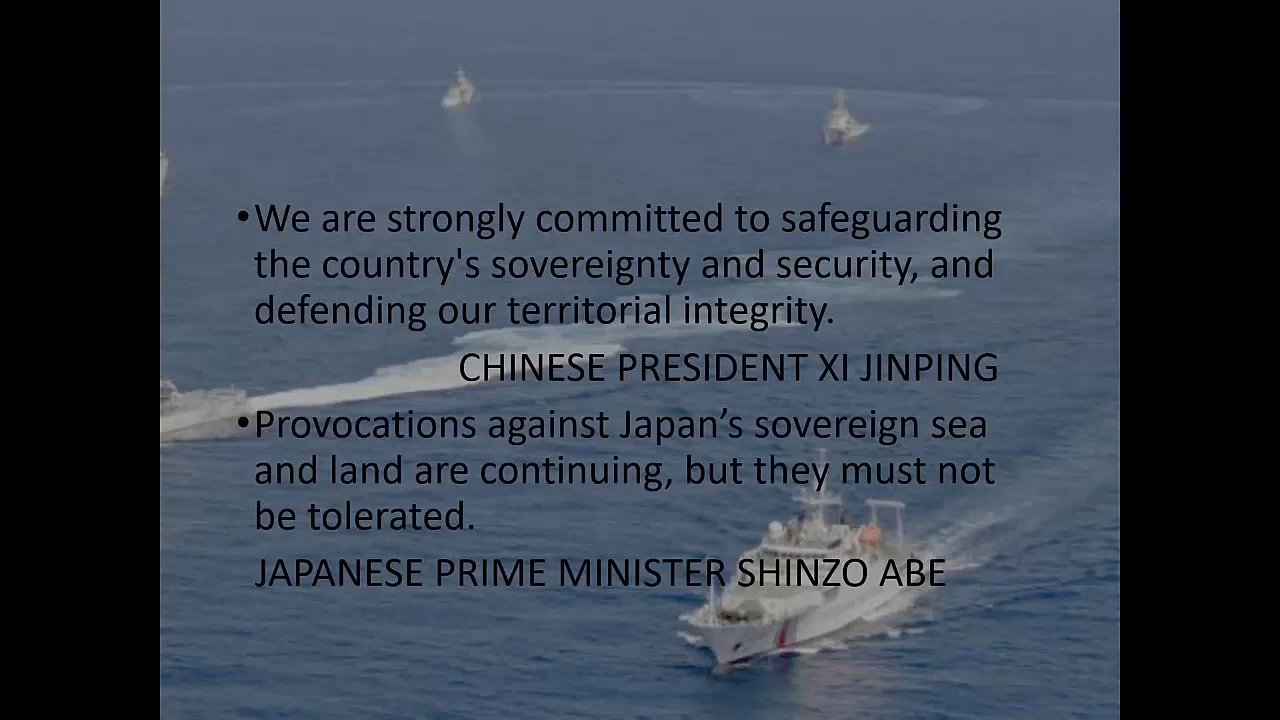 •We are strongly committed to safeguarding
the country's sovereignty and security, and
defending our territorial integrity.
CHINESE PRESIDENT XI JINPING
•Provocations against Japan’s sovereign sea
and land are continuing, but they must not
be tolerated.
JAPANESE PRIME MINISTER SHINZO ABE